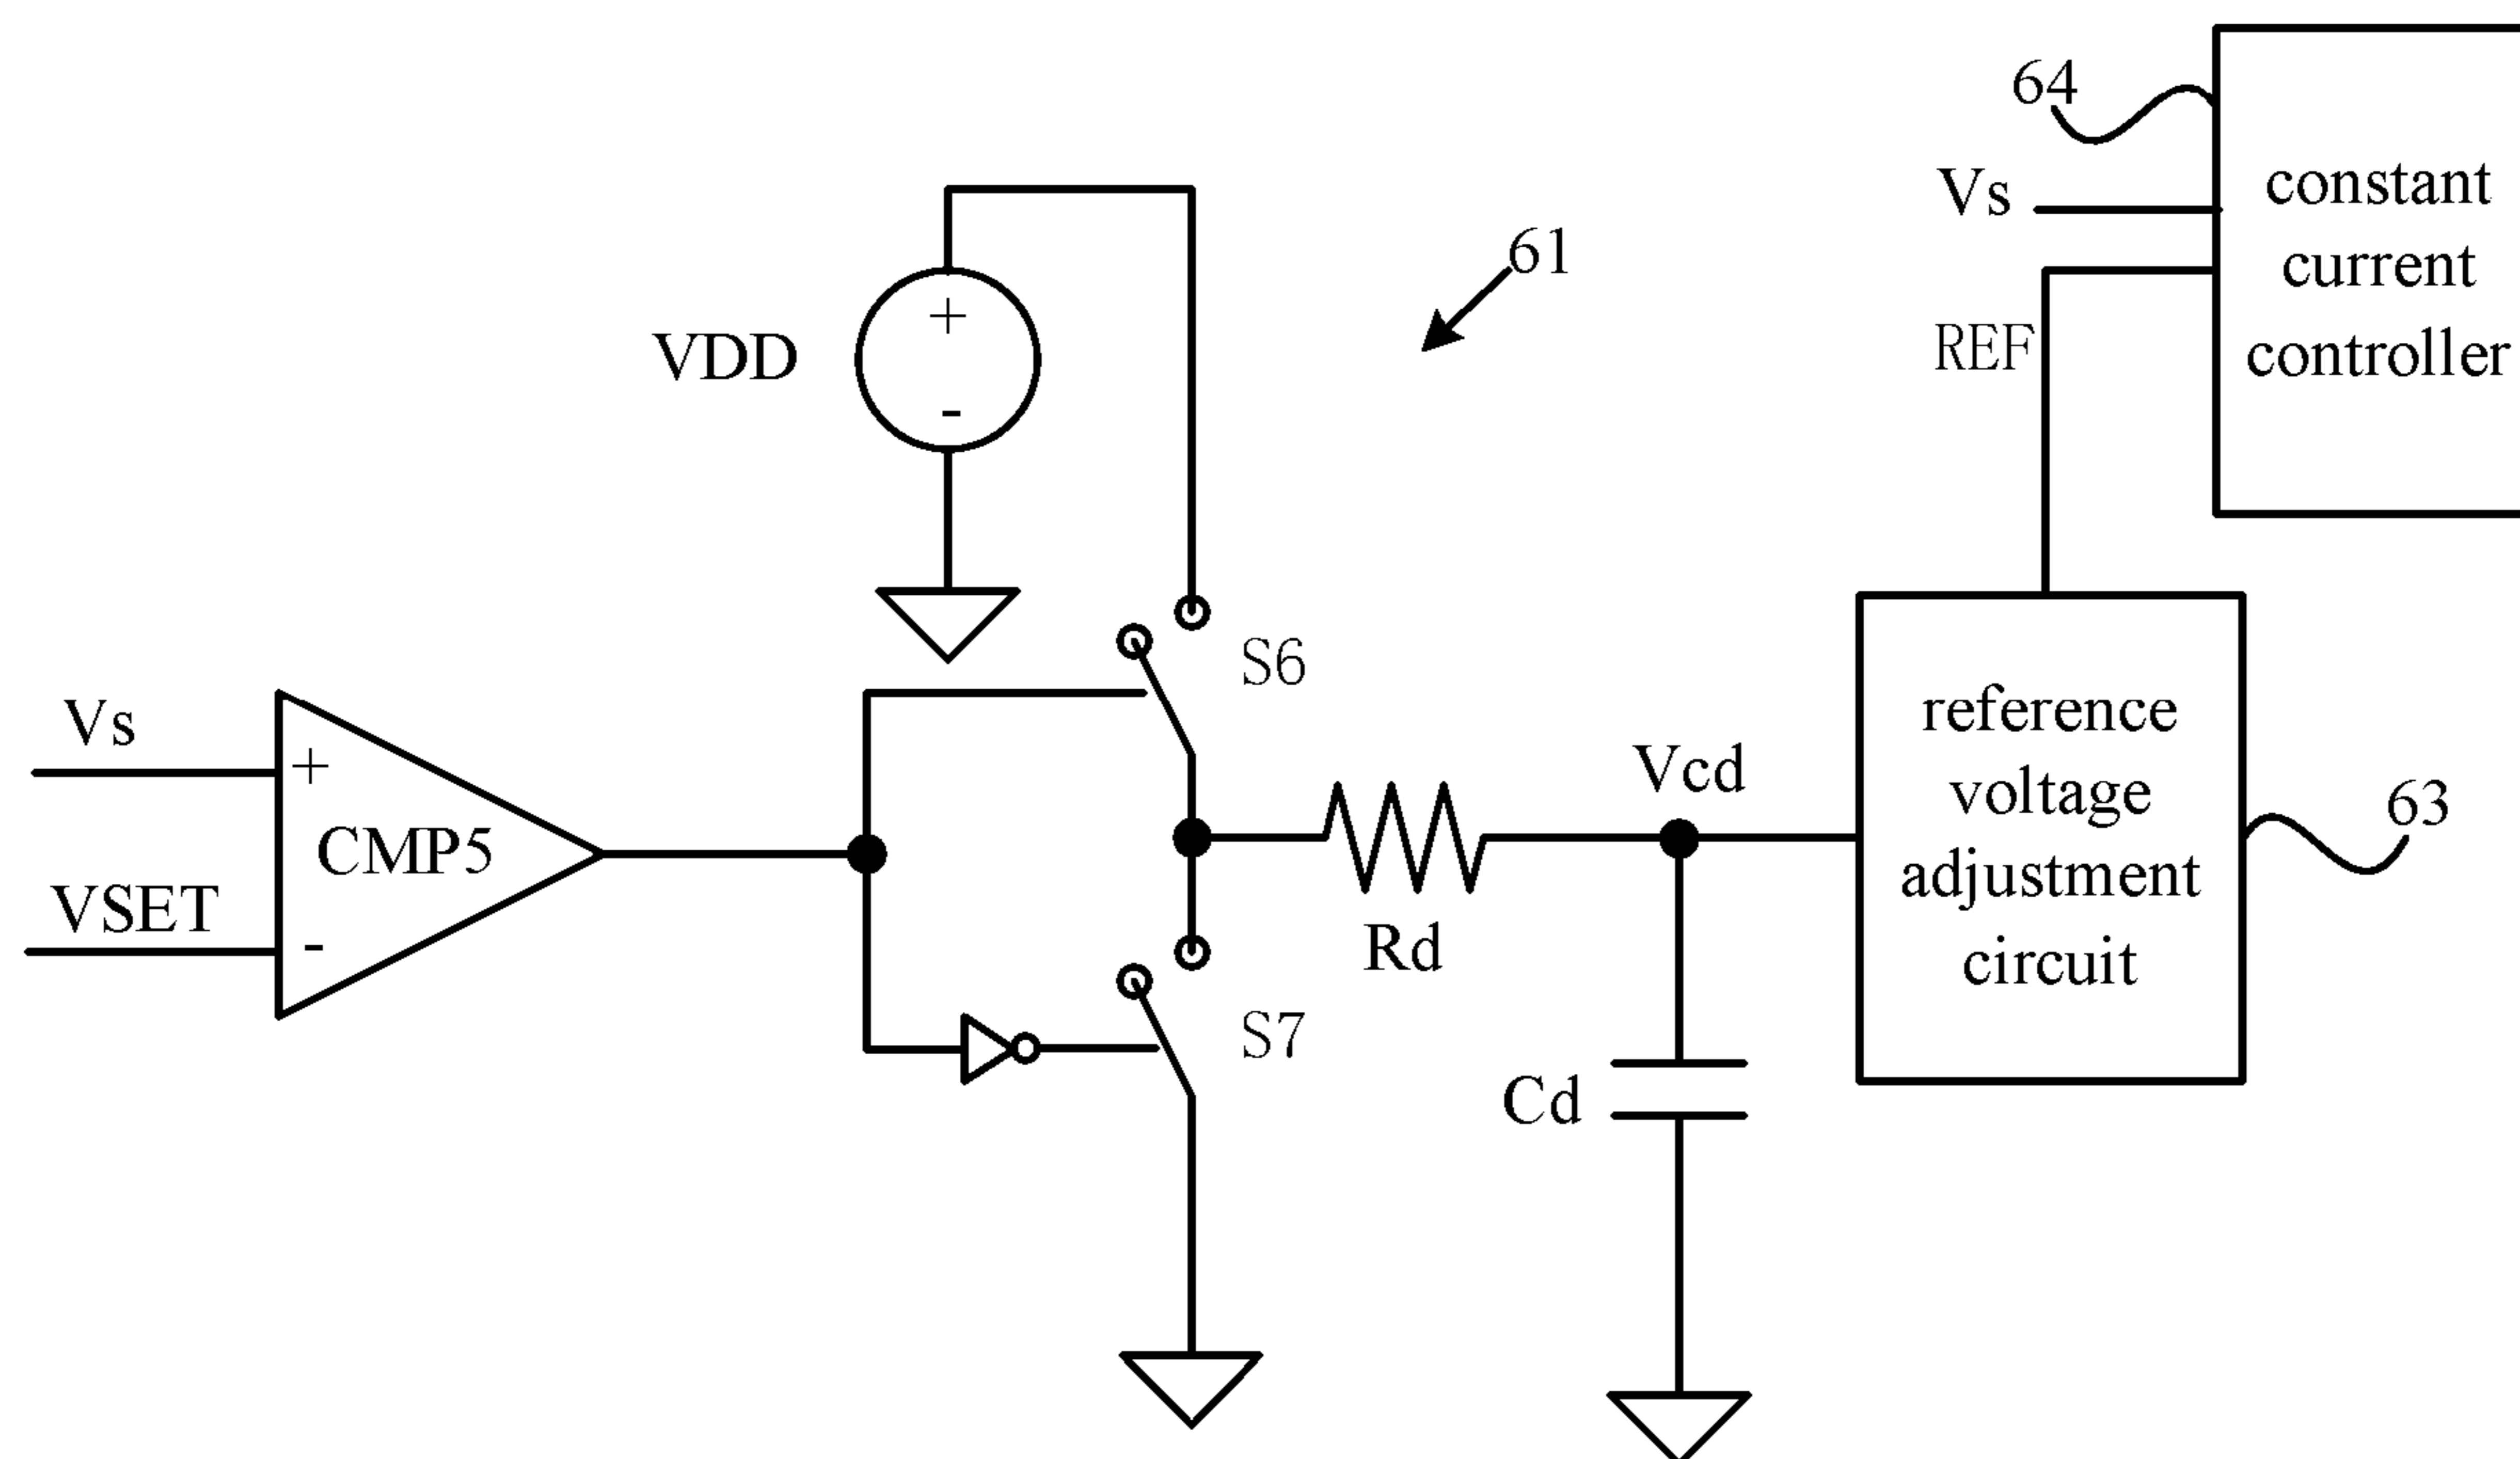 64
Vs
constant
current
controller
REF
61
VDD
+
-
S6
Vs
+
CMP5
VSET
-
Rd
Vcd
reference
voltage
adjustment
circuit
63
S7
Cd